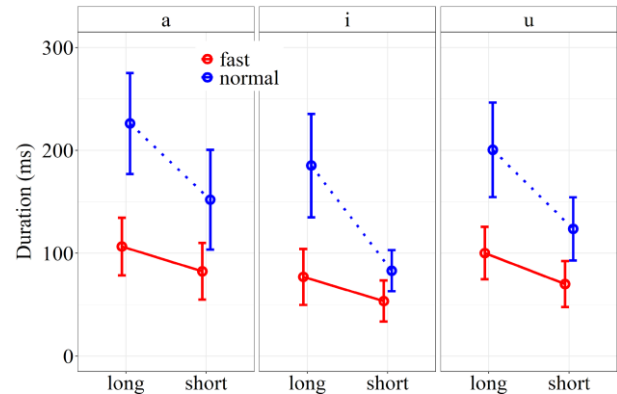 a i u
300
fast
normal
200
100
0
Duration (ms)
long short long short long short